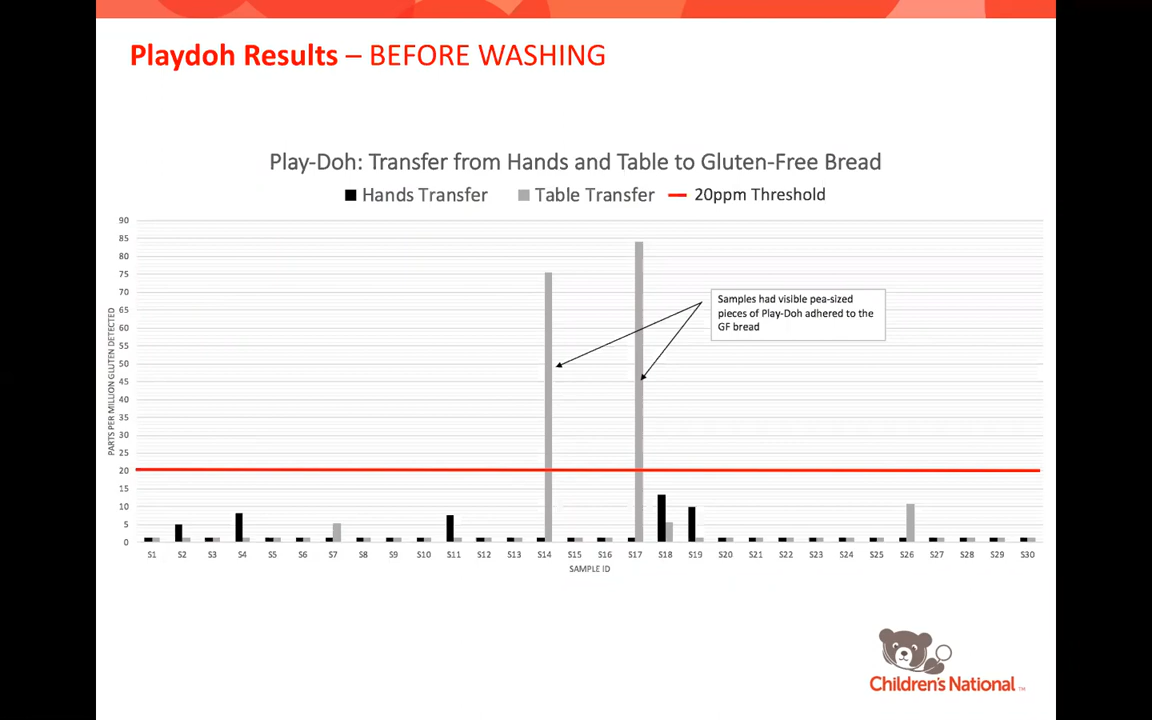 Playdoh Results – BEFORE WASHING
Play-Doh: Transfer from Hands and Table to Gluten-Free Bread
Hands Transfer Table Transfer 20ppm Threshold
90
85
80
75
70
65
60
55
50
45
40
35
30
25
20
15
10
5
0
PARTS PER MILLION GLUTEN DETECTED
Samples had visible pea-sized
pieces of Play-Doh adhered to the
GF bread
S1 S2 S3 S4 S5 S6 S7 S8 S9 S10 S11 S12 S13 S14 S15 S16 S17 S18 S19 S20 S21 S22 S23 S24 S25 S26 S27 S28 S29 S30
SAMPLE ID
Children's National ™